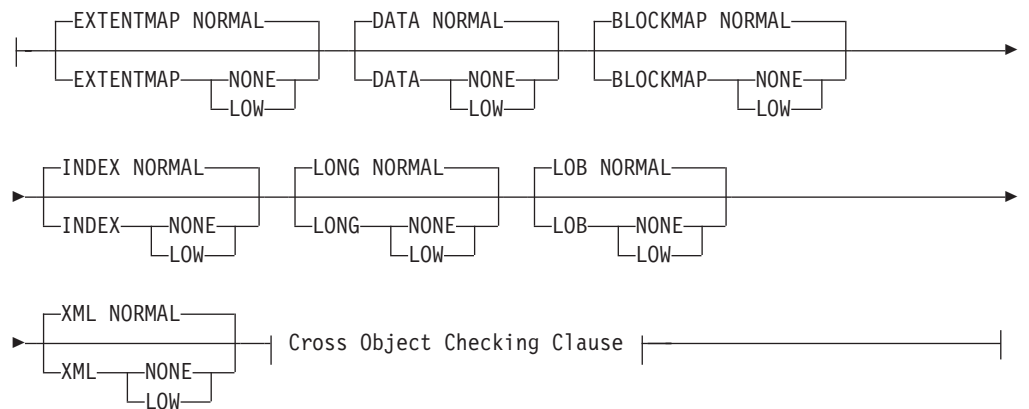 EXTENTMAP NORMAL DATA NORMAL BLOCKMAP NORMAL
EXTENTMAP NONE DATA NONE BLOCKMAP NONE
LOW LOW LOW
INDEX NORMAL LONG NORMAL LOB NORMAL
INDEX NONE LONG NONE LOB NONE
LOW LOW LOW
XML NORMAL
Cross Object Checking Clause
XML NONE
LOW